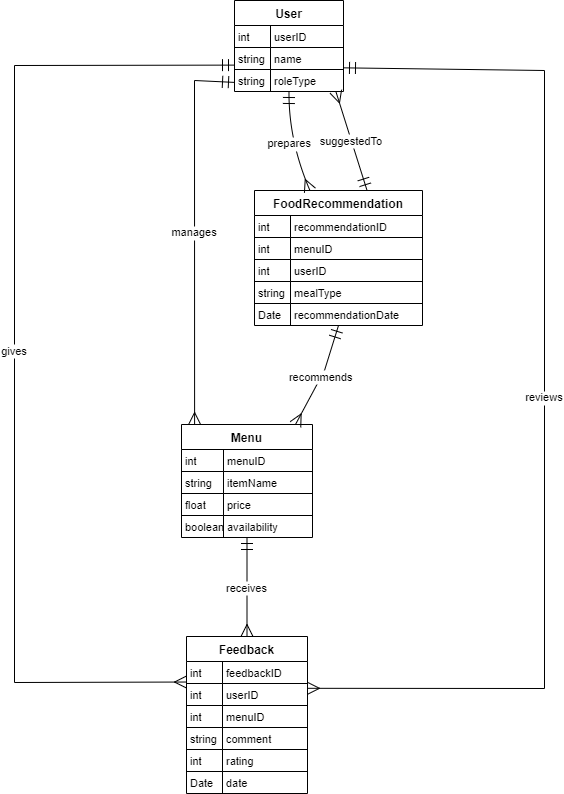 User
int userID
string name
string roleType
prepares
suggestedTo
FoodRecommendation
int recommendationID
int menuID
int userID
string mealType
Date recommendationDate
manages
gives
recommends
reviews
Menu
int menuID
string itemName
float price
boolean availability
receives
Feedback
int feedbackID
int userID
int menuID
string comment
int rating
Date date